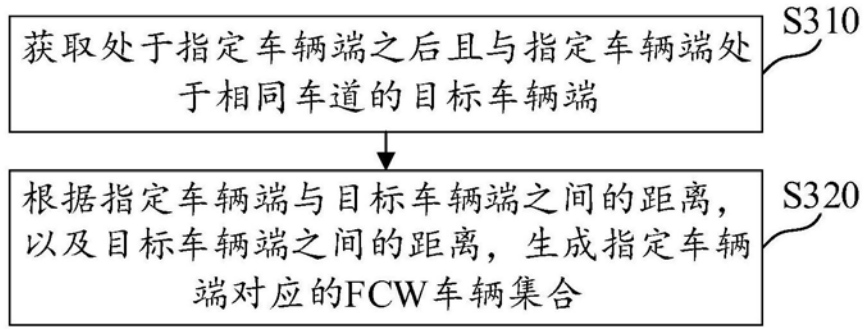 获取处于指定车辆端之后且与指定车辆端处
于相同车道的目标车辆端
S310
根据指定车辆端与目标车辆端之间的距离，
以及目标车辆端之间的距离，生成指定车辆
端对应的FCW车辆集合
S320